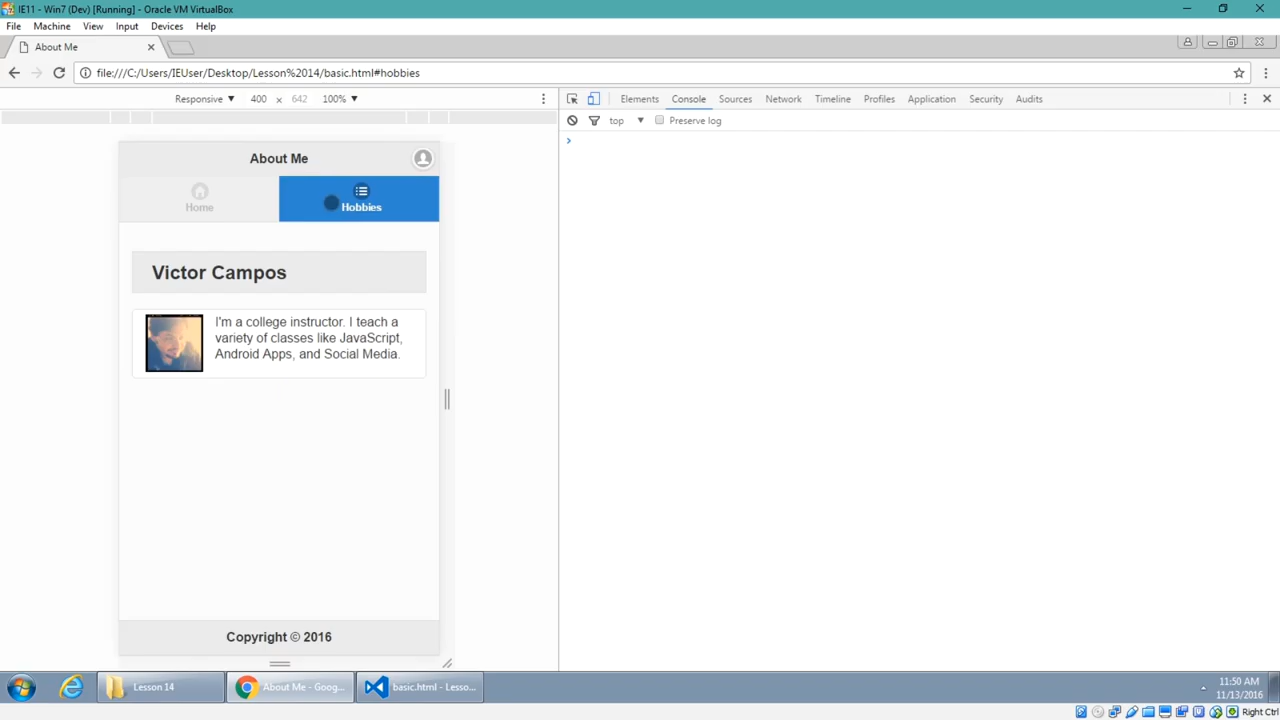 IE11 - Win7 (Dev) [Running] - Oracle VM VirtualBox
File Machine View Input Devices Help
About Me
file:///C:/Users/IEUser/Desktop/Lesson%2014/basic.html#hobbies
Responsive ▼ 400 x 642 100% ▼
Elements Console Sources Network Timeline Profiles Application Security Audits
top ▼ Preserve log
About Me
Home
Hobbies
Victor Campos
I'm a college instructor. I teach a
variety of classes like JavaScript,
Android Apps, and Social Media.
Copyright © 2016
Lesson 14
About Me - Goog...
basic.html - Lesso...
11:50 AM
11/13/2016
Right Ctrl